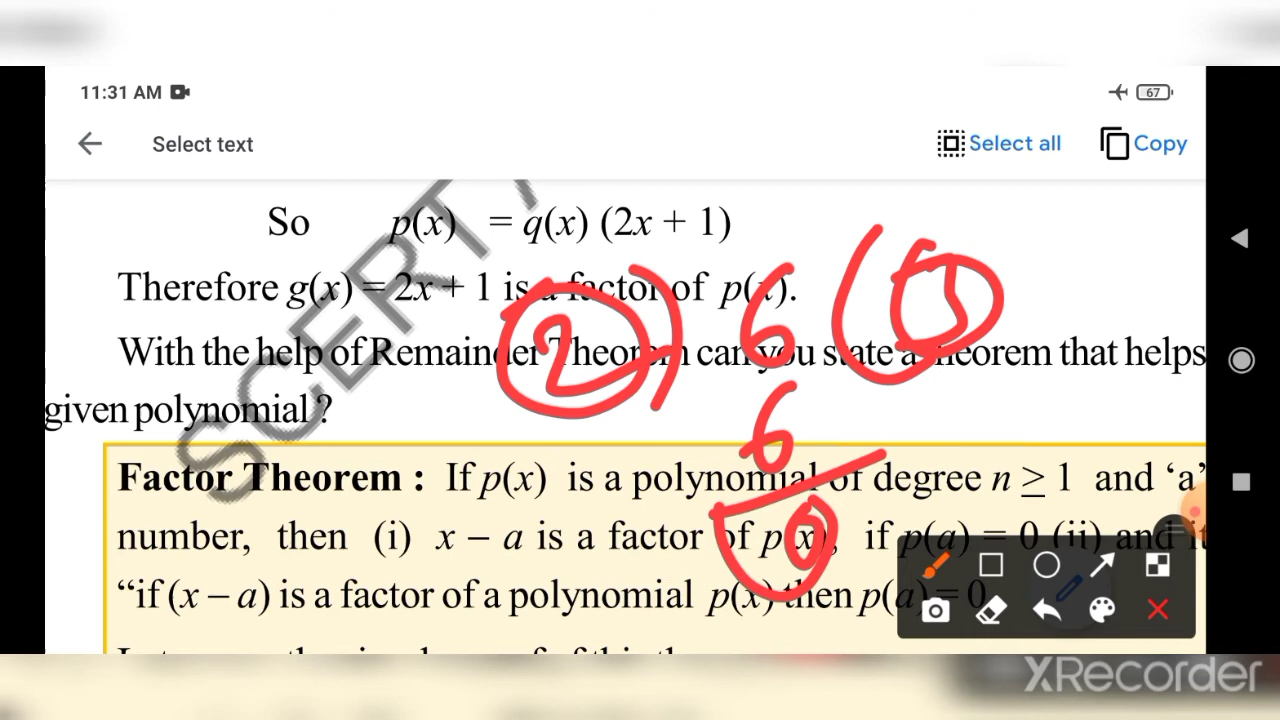 11:31 AM 67
Select text Select all Copy
So p(x) = q(x) (2x + 1)
Therefore g(x) = 2x + 1 is a factor of p(x).
With the help of Remainder Theorem can you state a theorem that helps
given polynomial ?
2) 6 (
6
0
Factor Theorem : If p(x) is a polynomial of degree n ≥ 1 and ‘a’
number, then (i) x – a is a factor of p(x), if p(a) = 0 (ii) and it
“if (x – a) is a factor of a polynomial p(x) then p(a) = 0
SCERT
XRecorder